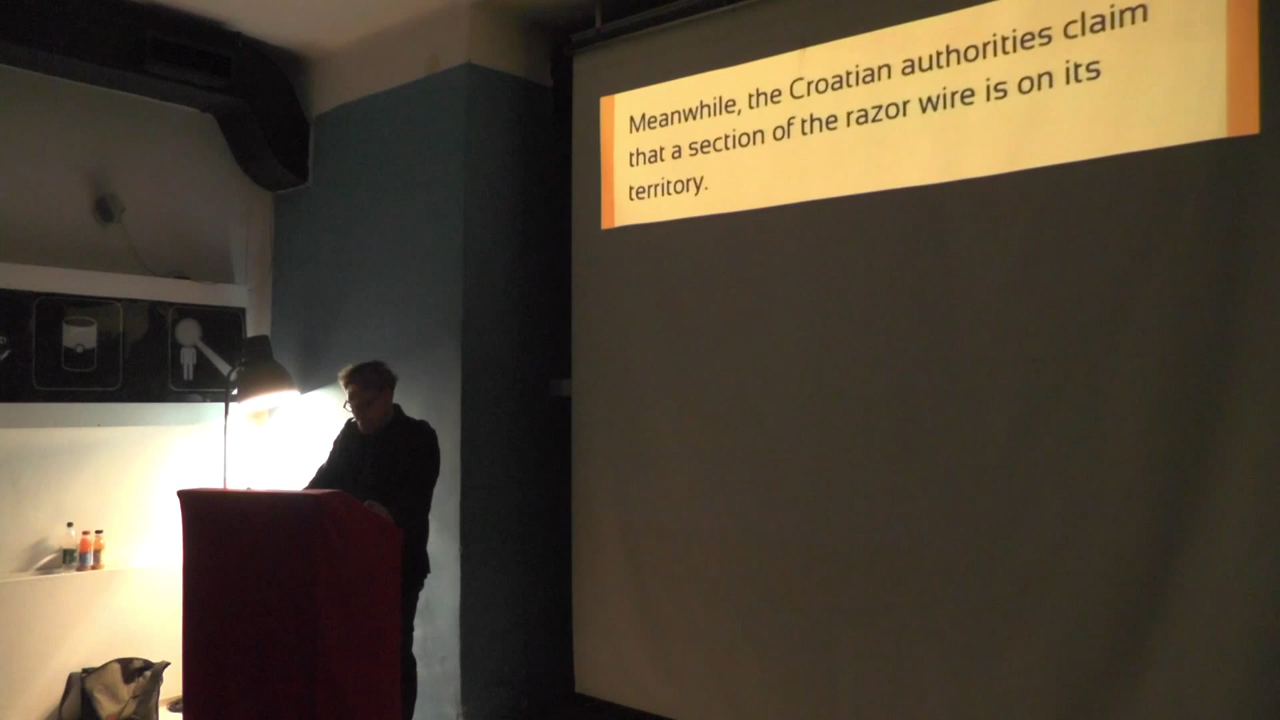 Meanwhile, the Croatian authorities claim
that a section of the razor wire is on its
territory.